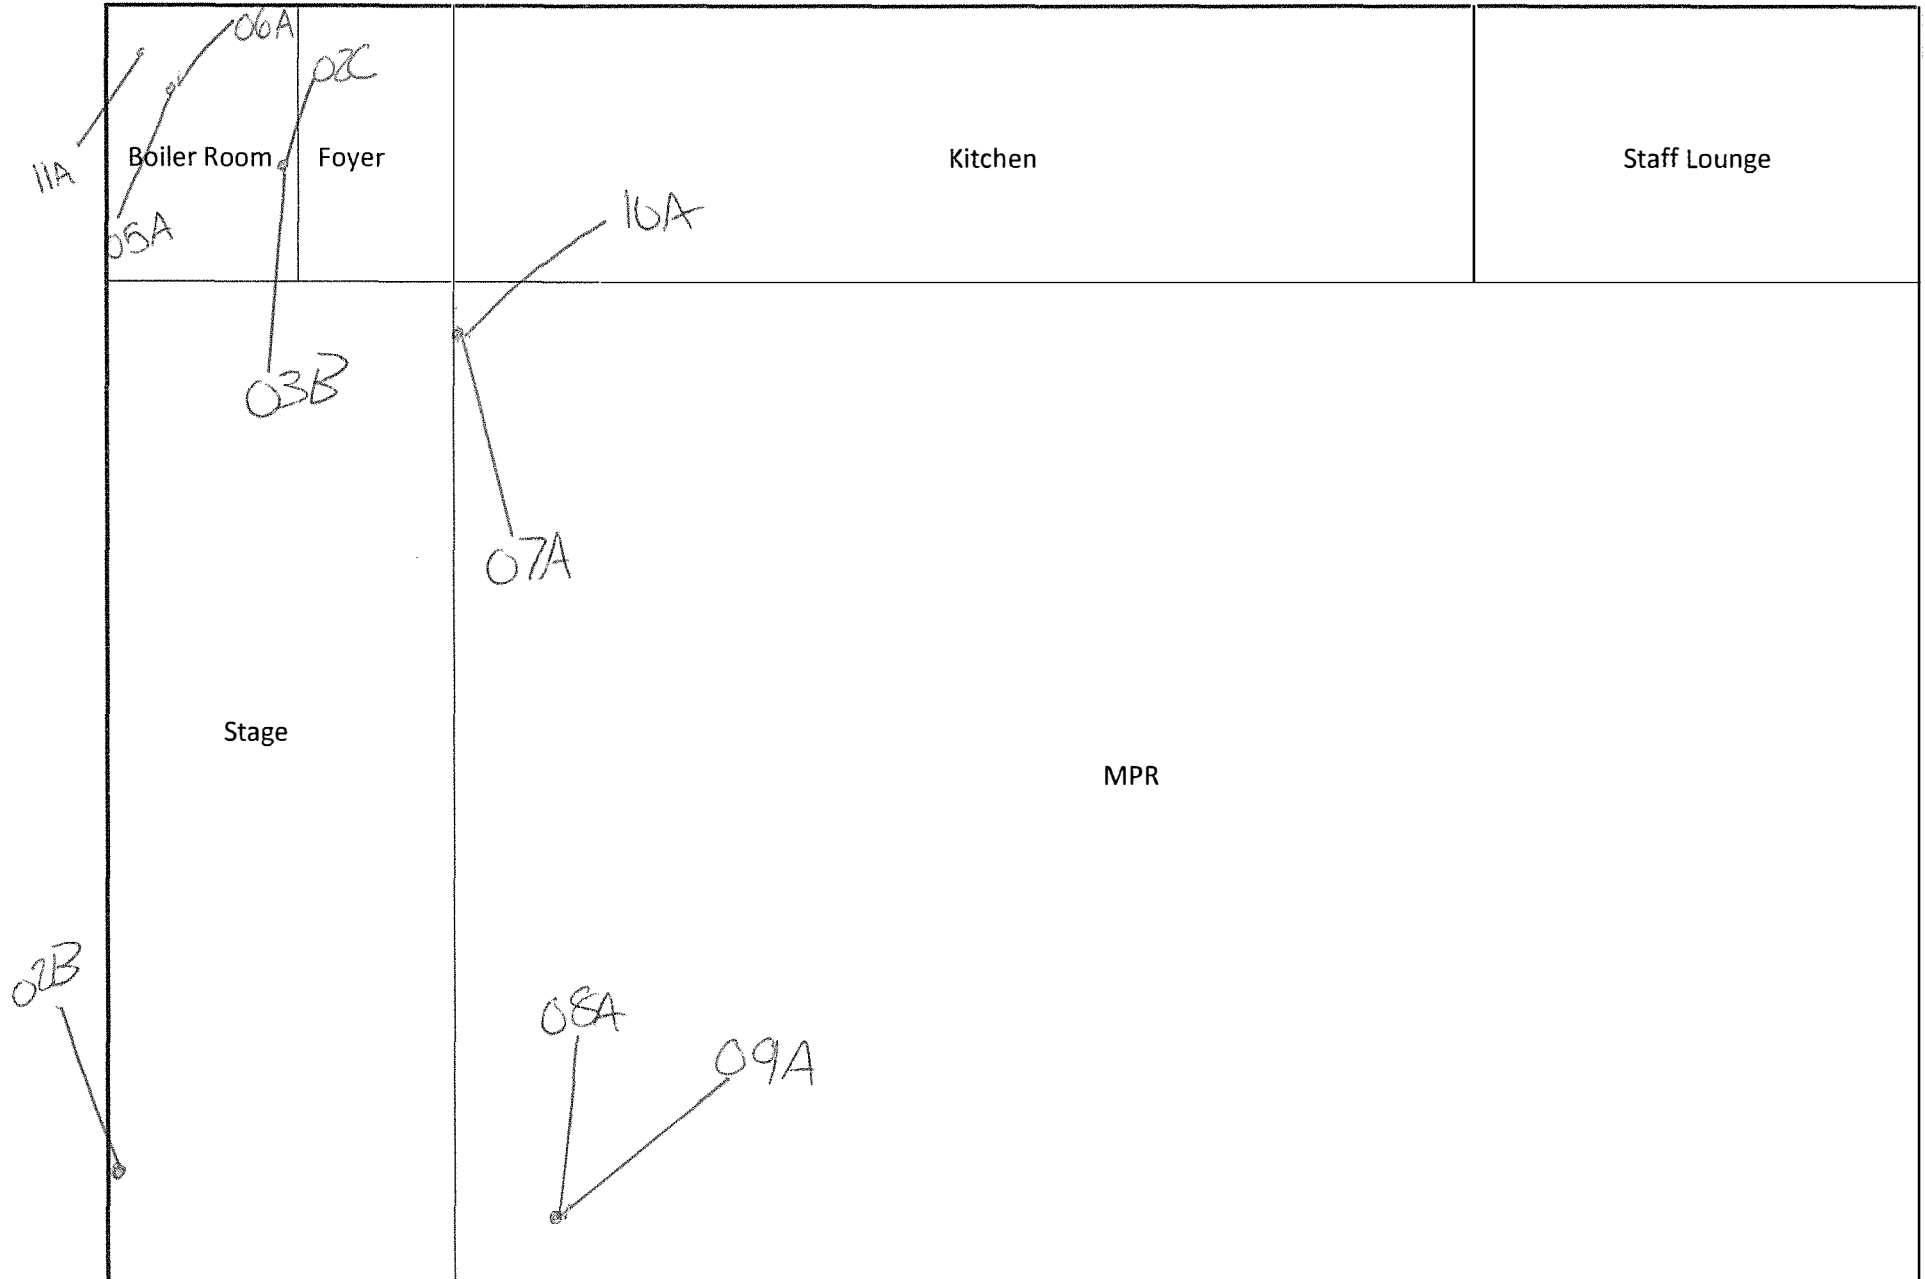 06A
02C
11A
Boiler Room
Foyer
Kitchen
Staff Lounge
05A
10A
03B
07A
Stage
MPR
02B
08A
09A